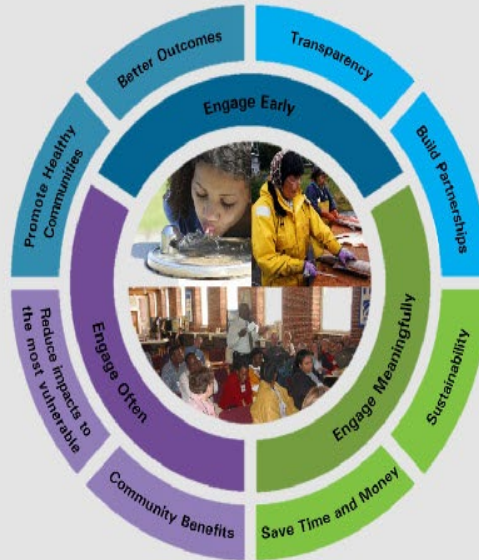 Better Outcomes
Transparency
Engage Early
Promote Healthy
Communities
Build Partnerships
Engage Often
Engage Meaningfully
Reduce impacts to
the most vulnerable
Sustainability
Community Benefits
Save Time and Money